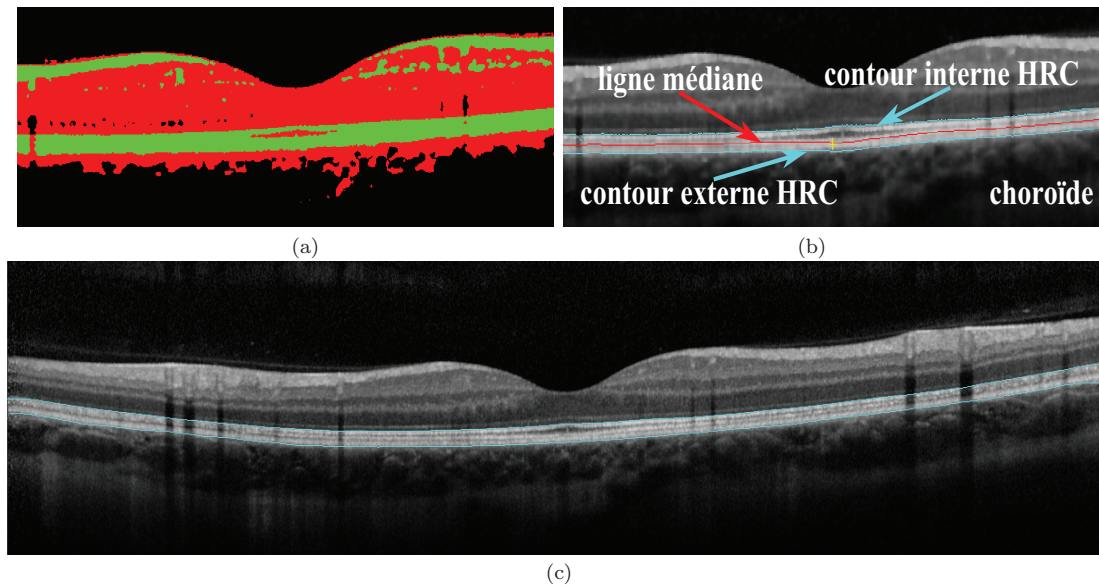 ligne médiane
contour interne HRC
contour externe HRC
choroïde
(a)
(b)
(c)